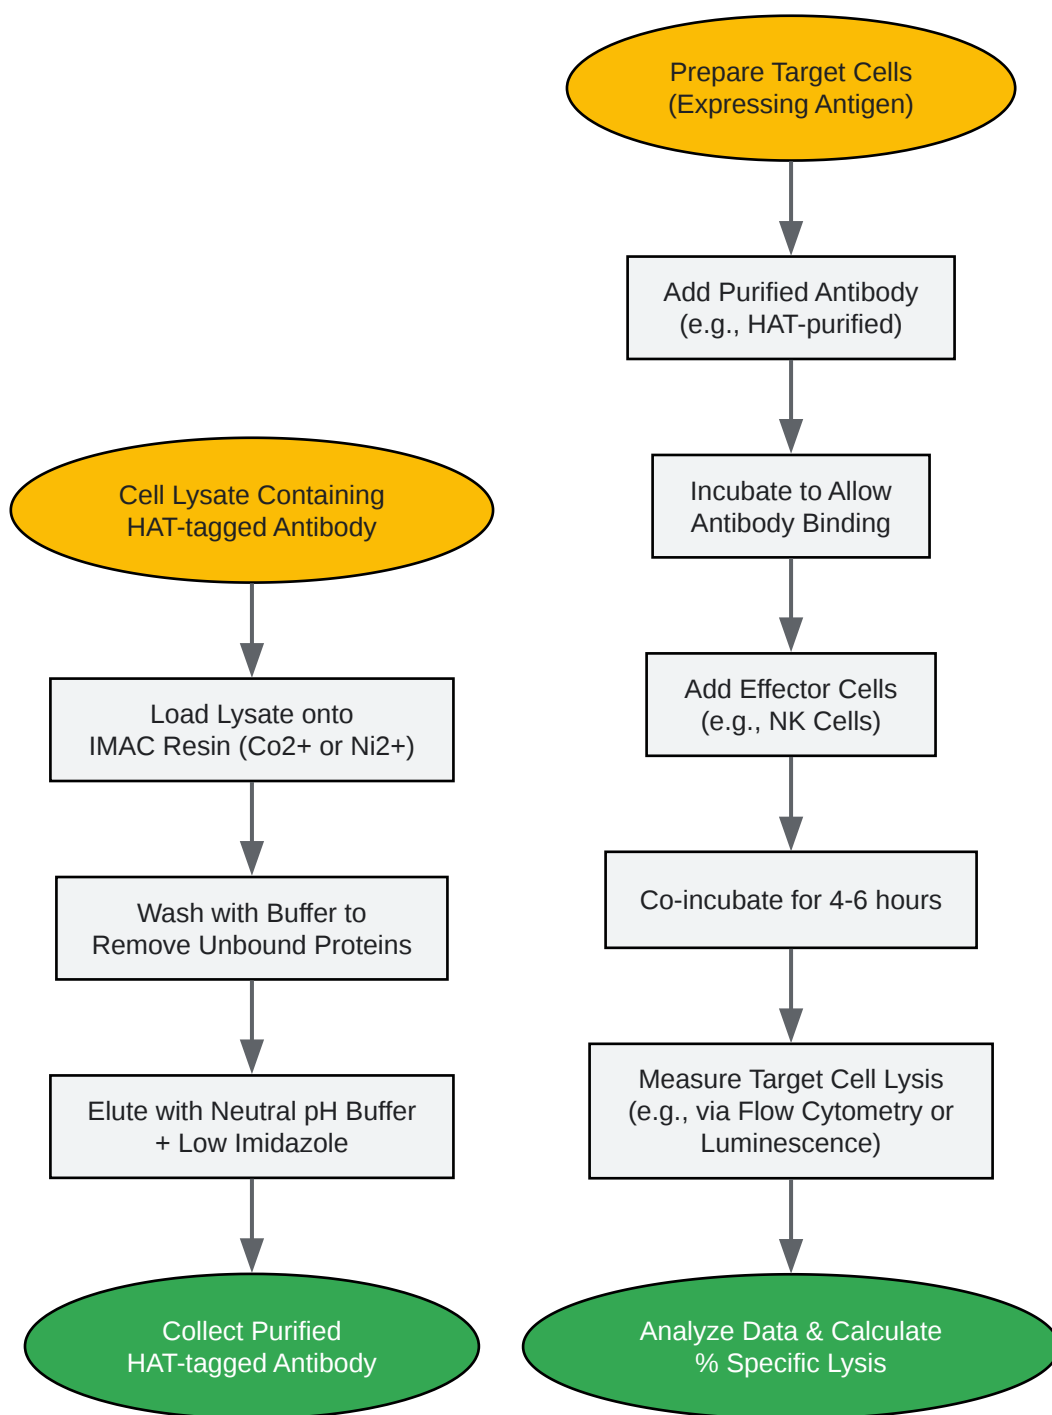 Prepare Target Cells
(Expressing Antigen)
Add Purified Antibody
(e.g., HAT-purified)
Incubate to Allow
Antibody Binding
Add Effector Cells
(e.g., NK Cells)
Co-incubate for 4-6 hours
Measure Target Cell Lysis
(e.g., via Flow Cytometry or
Luminescence)
Analyze Data & Calculate
% Specific Lysis
Cell Lysate Containing
HAT-tagged Antibody
Load Lysate onto
IMAC Resin (Co2+ or Ni2+)
Wash with Buffer to
Remove Unbound Proteins
Elute with Neutral pH Buffer
+ Low Imidazole
Collect Purified
HAT-tagged Antibody